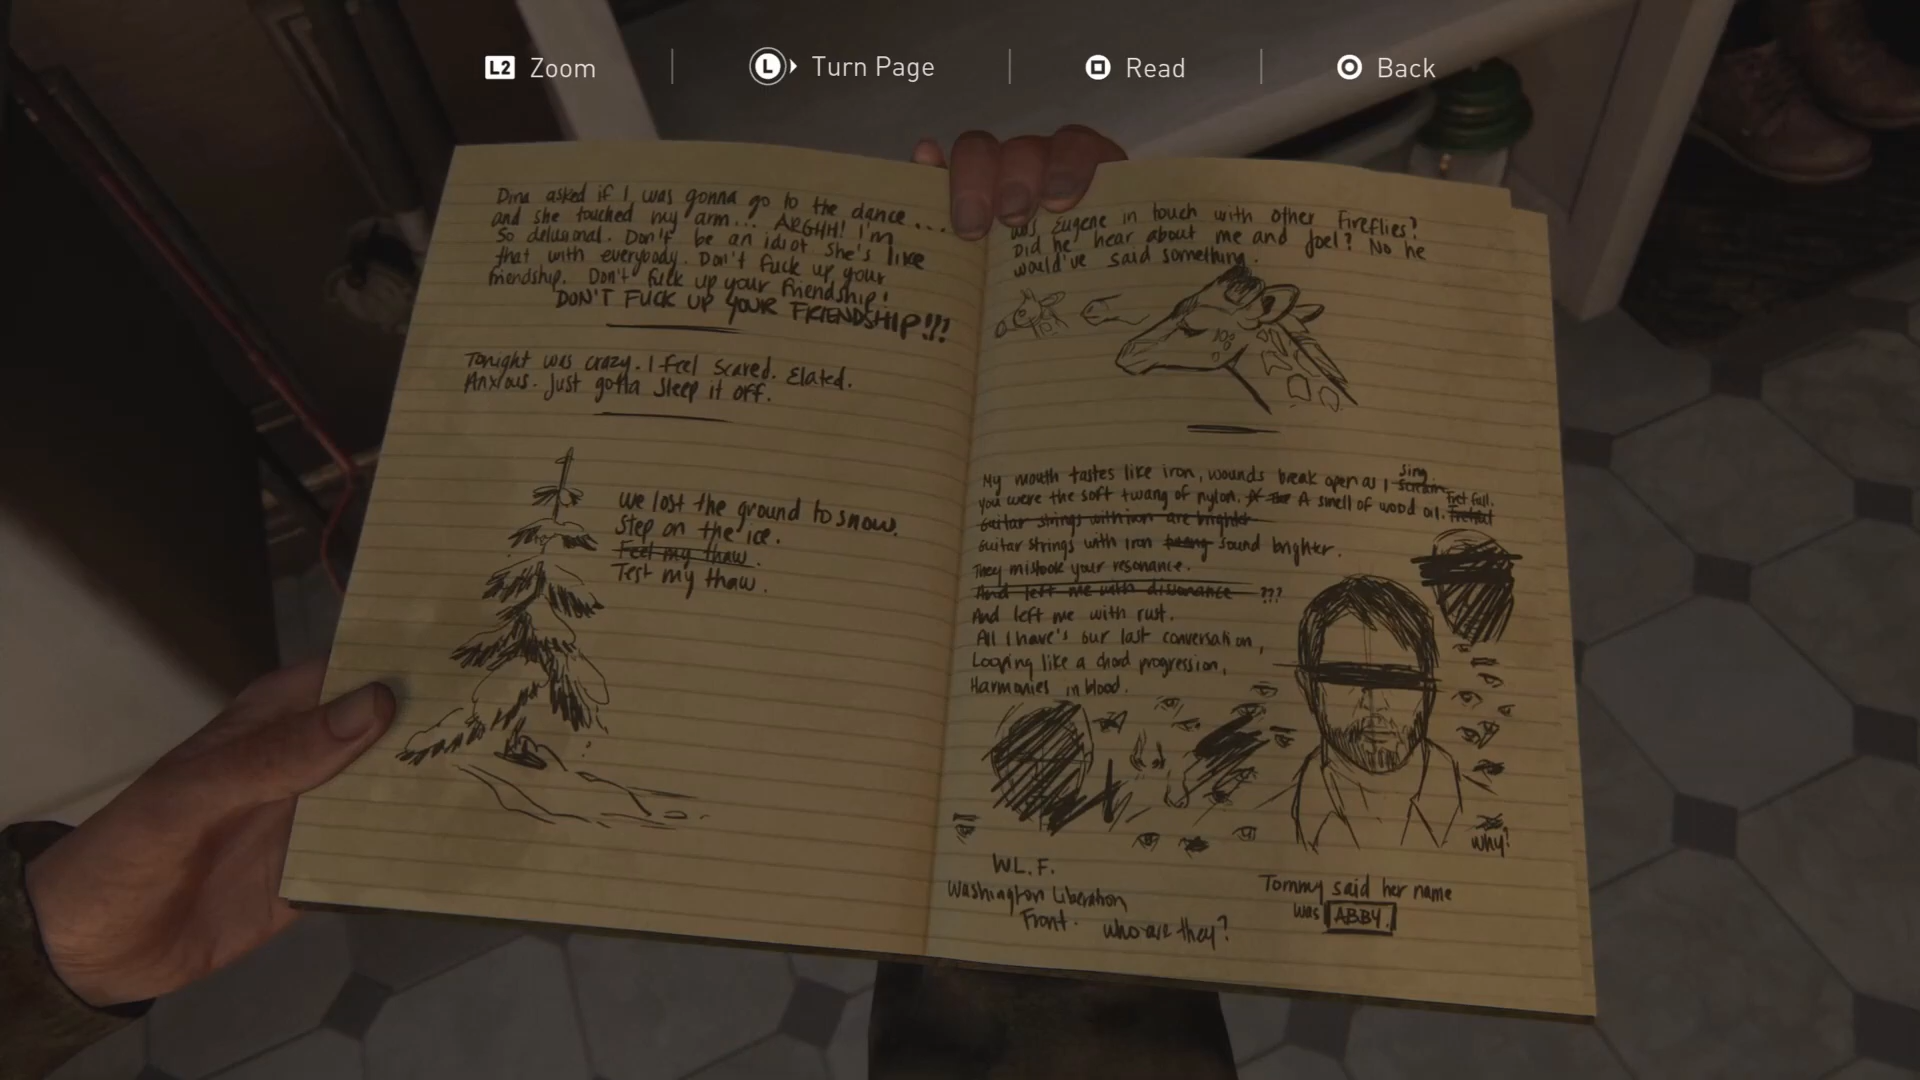 L2 Zoom
L Turn Page
Read
Back
Dina asked if I was gonna go to the dance...
and she touched my arm... ARGHH! I'm
so delusional. Don't be an idiot she's like
that with everybody. Don't fuck up your
friendship. Don't fuck up your friendship!
DON'T FUCK UP YOUR FRIENDSHIP!!!
Tonight was crazy. I feel scared. Elated.
Anxious. Just gotta sleep it off.
We lost the ground to snow.
Step on the ice.
Feel my thaw.
Test my thaw.
Was Eugene in touch with other Fireflies?
Did he hear about me and Joel? No he
would've said something.
My mouth tastes like iron, wounds break open as I scream sing
you were the soft twang of nylon. A smell of wood oil. Fretful Fret full.
Guitar strings with iron are brighter
Guitar strings with iron twang sound brighter.
They mistook your resonance.
And left me with dissonance ???
And left me with rust.
All I have's our last conversation,
Looping like a chord progression,
Harmonies in blood.
why?
W.L.F.
Washington Liberation
Front. who are they?
Tommy said her name
was ABBY.